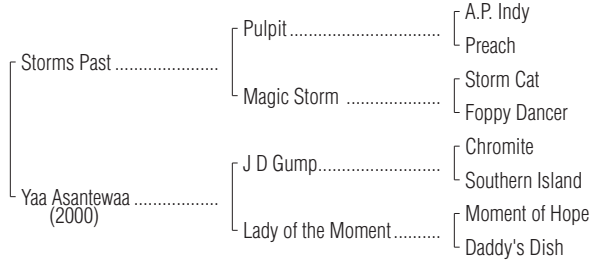 A.P. Indy
Pulpit
Preach
Storms Past
Storm Cat
Magic Storm
Foppy Dancer
Chromite
J D Gump
Southern Island
Yaa Asantewaa
(2000)
Moment of Hope
Lady of the Moment
Daddy's Dish